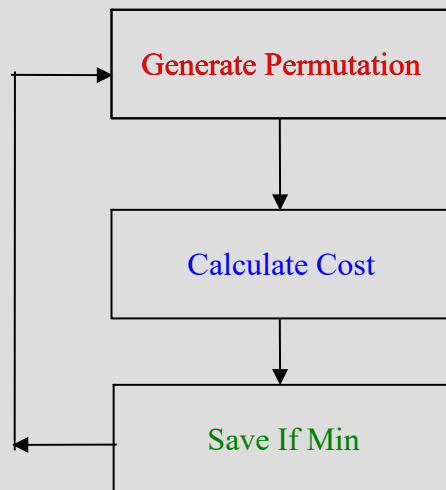 Generate Permutation
Calculate Cost
Save If Min